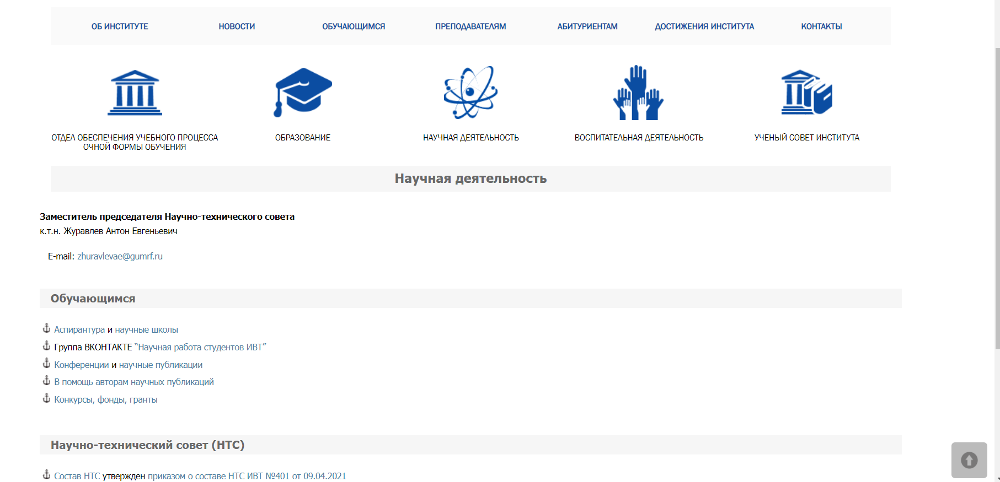 ОБ ИНСТИТУТЕ НОВОСТИ ОБУЧАЮЩИМСЯ ПРЕПОДАВАТЕЛЯМ АБИТУРИЕНТАМ ДОСТИЖЕНИЯ ИНСТИТУТА КОНТАКТЫ
ОТДЕЛ ОБЕСПЕЧЕНИЯ УЧЕБНОГО ПРОЦЕССА
ОЧНОЙ ФОРМЫ ОБУЧЕНИЯ
ОБРАЗОВАНИЕ
НАУЧНАЯ ДЕЯТЕЛЬНОСТЬ
ВОСПИТАТЕЛЬНАЯ ДЕЯТЕЛЬНОСТЬ
УЧЕНЫЙ СОВЕТ ИНСТИТУТА
Научная деятельность
Заместитель председателя Научно-технического совета
к.т.н. Журавлев Антон Евгеньевич
E-mail: zhuravlevae@gumrf.ru
Обучающимся
Аспирантура и научные школы
Группа ВКОНТАКТЕ “Научная работа студентов ИВТ”
Конференции и научные публикации
В помощь авторам научных публикаций
Конкурсы, фонды, гранты
Научно-технический совет (НТС)
Состав НТС утвержден приказом о составе НТС ИВТ №401 от 09.04.2021